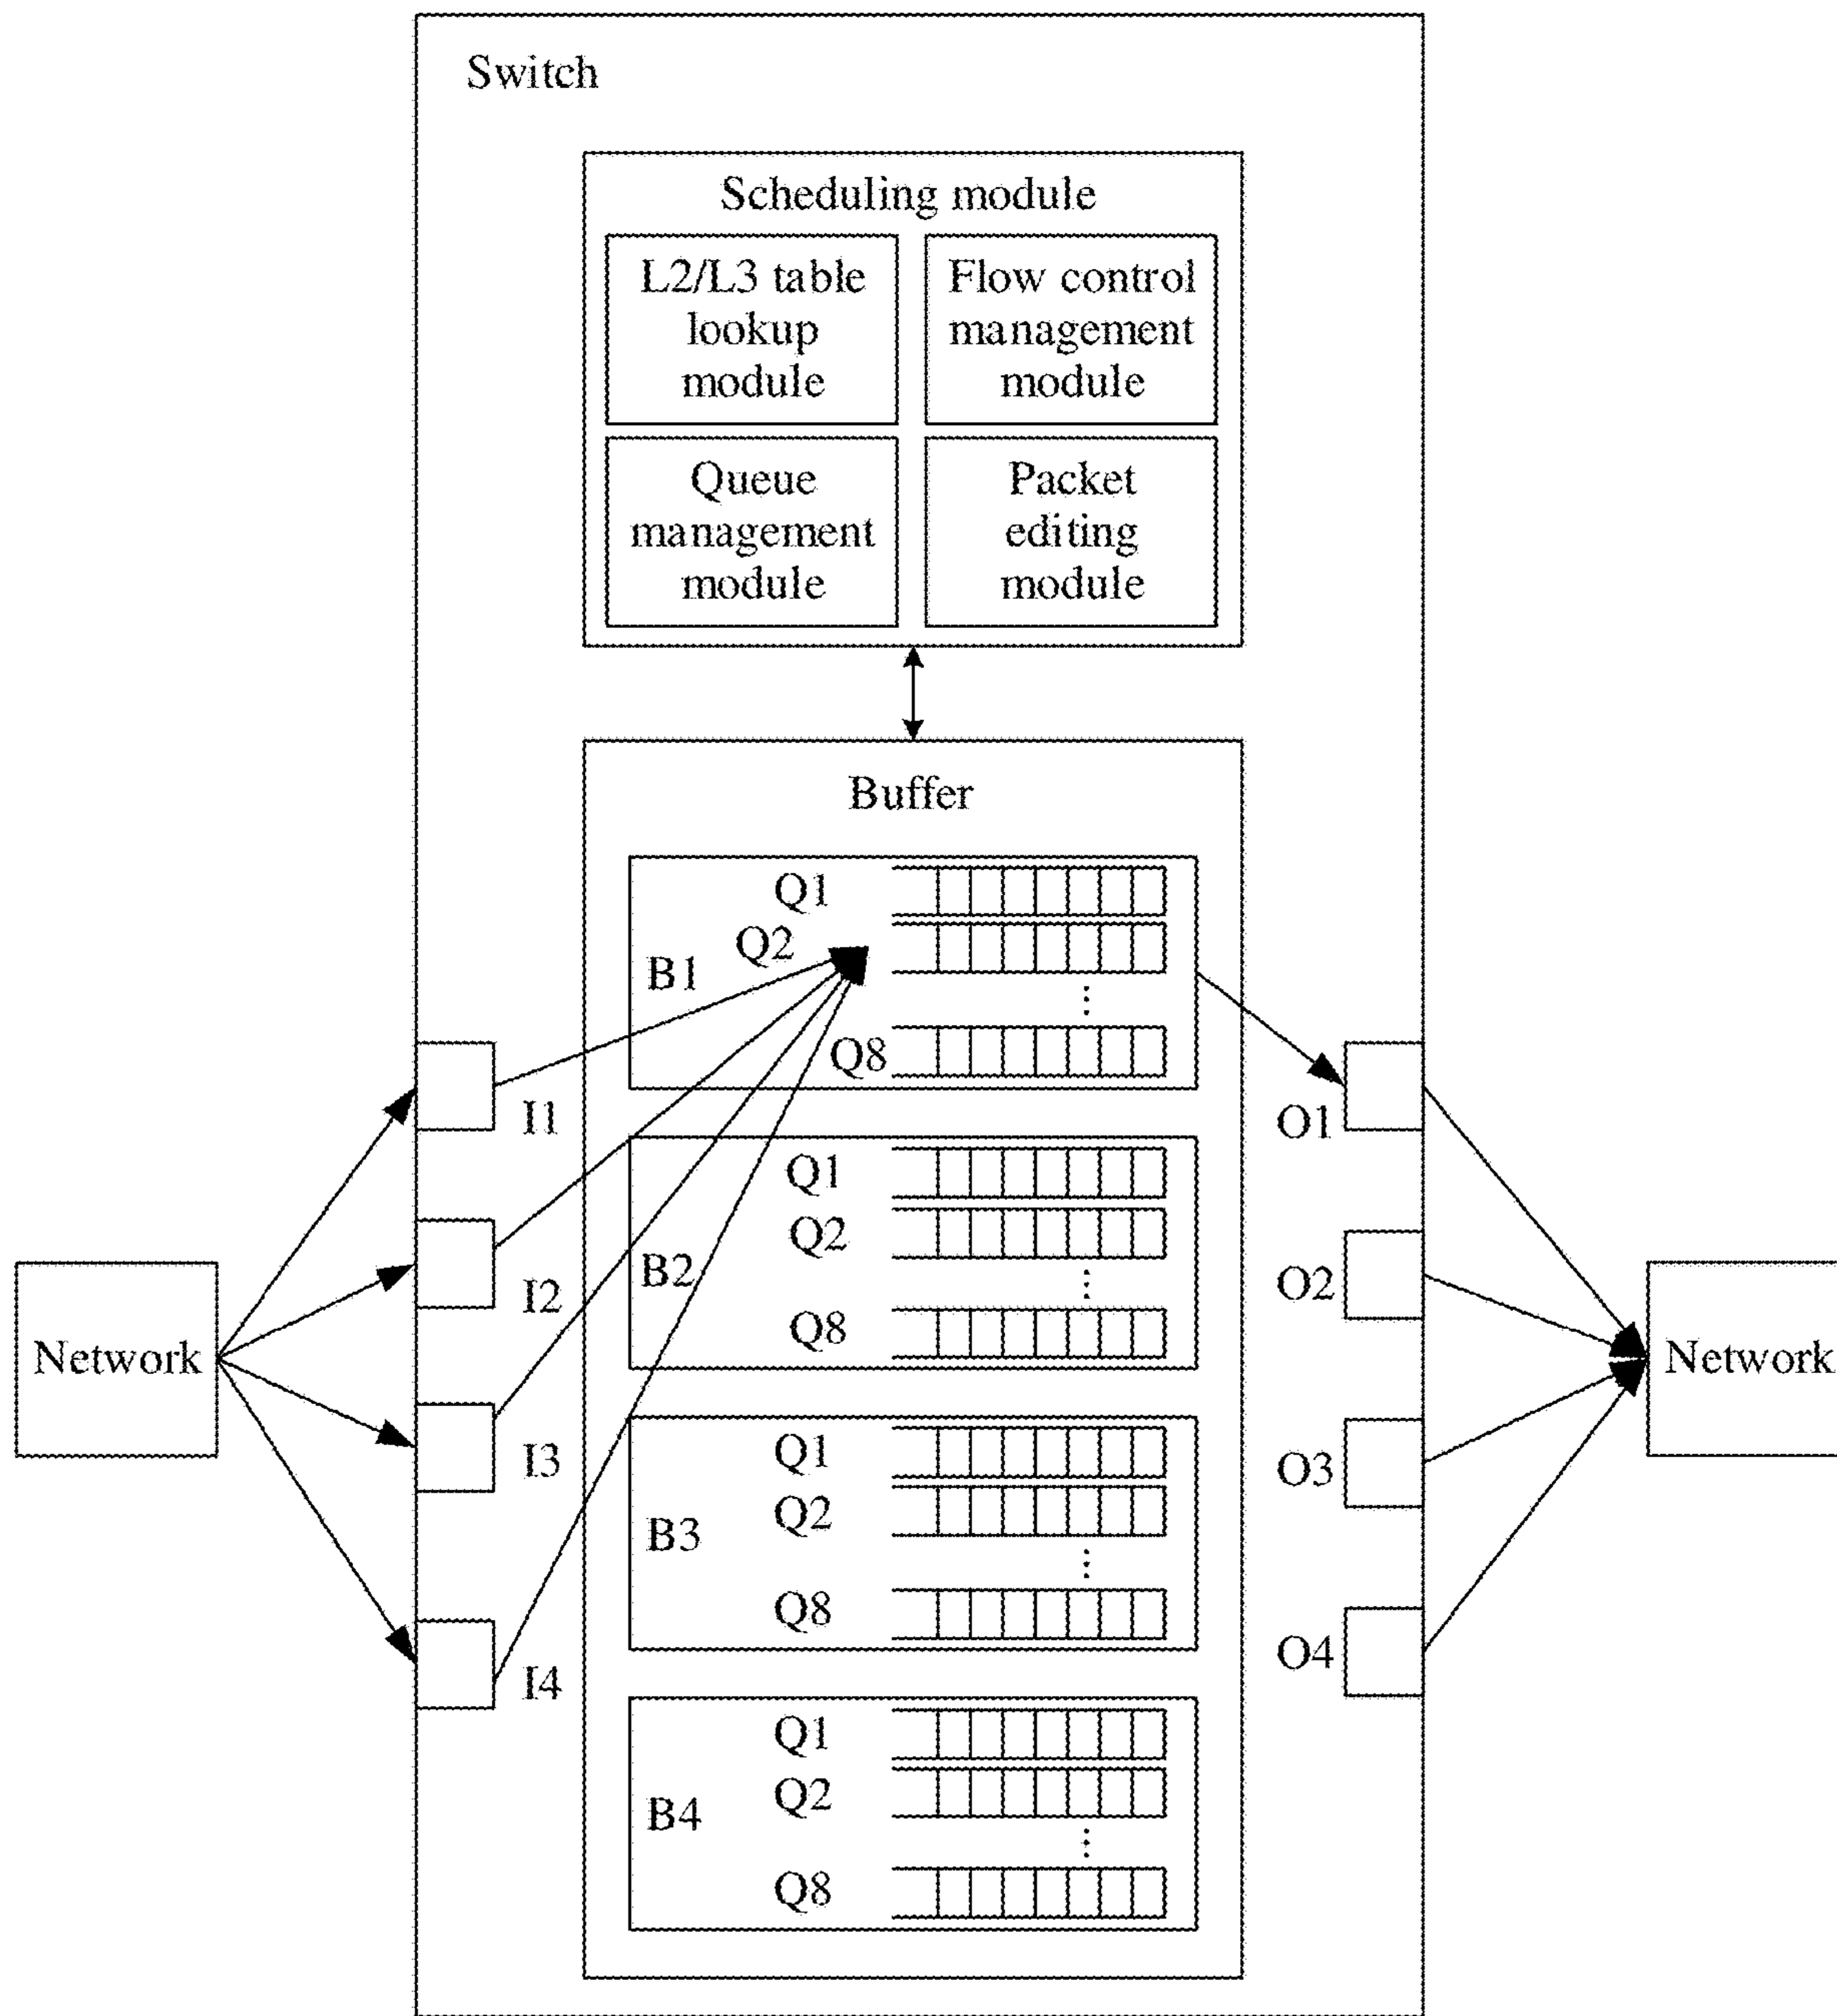 Switch
Scheduling module
L2/L3 table
lookup
module
Flow control
management
module
Queue
management
module
Packet
editing
module
Buffer
B1
Q1
Q2
Q8
B2
Q1
Q2
Q8
B3
Q1
Q2
Q8
B4
Q1
Q2
Q8
Network
I1
I2
I3
I4
O1
O2
O3
O4
Network